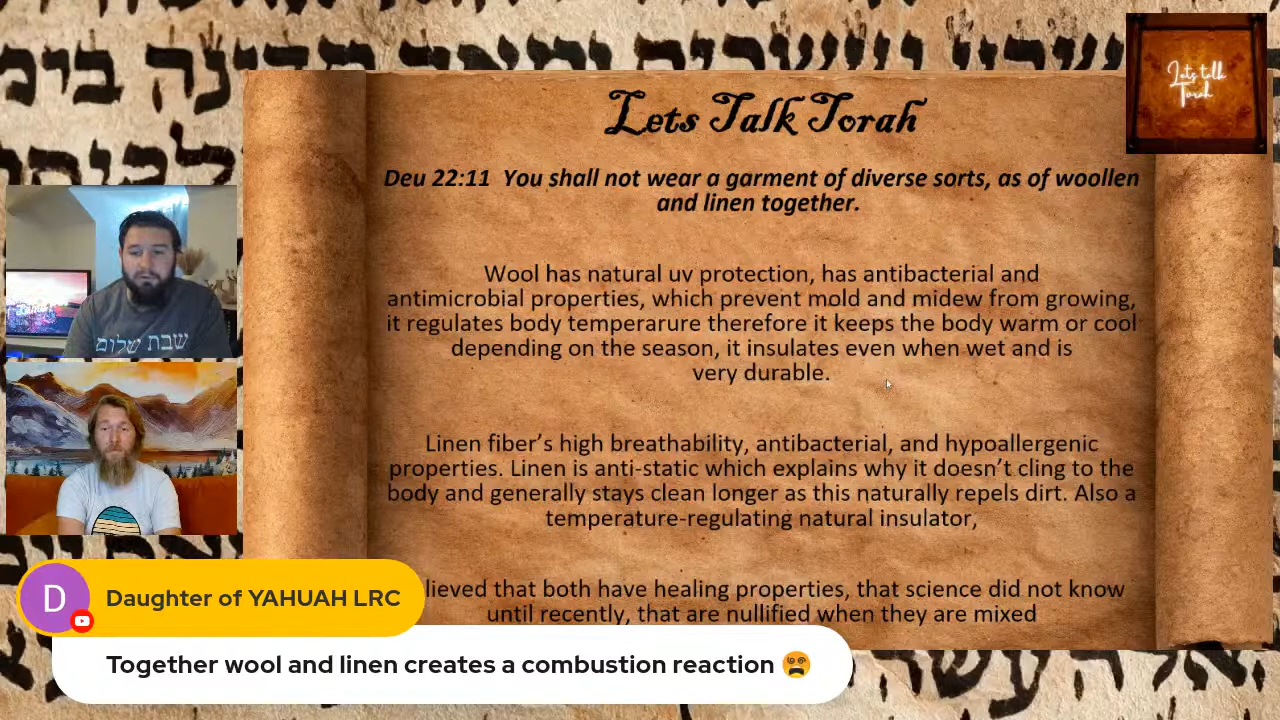 Lets Talk Torah
Lets talk
Torah
Deu 22:11 You shall not wear a garment of diverse sorts, as of woollen
and linen together.
Wool has natural uv protection, has antibacterial and
antimicrobial properties, which prevent mold and midew from growing,
it regulates body temperarure therefore it keeps the body warm or cool
depending on the season, it insulates even when wet and is
very durable.
Linen fiber’s high breathability, antibacterial, and hypoallergenic
properties. Linen is anti-static which explains why it doesn’t cling to the
body and generally stays clean longer as this naturally repels dirt. Also a
temperature-regulating natural insulator,
lieved that both have healing properties, that science did not know
until recently, that are nullified when they are mixed
שבת שלום
D
Daughter of YAHUAH LRC
Together wool and linen creates a combustion reaction 😵